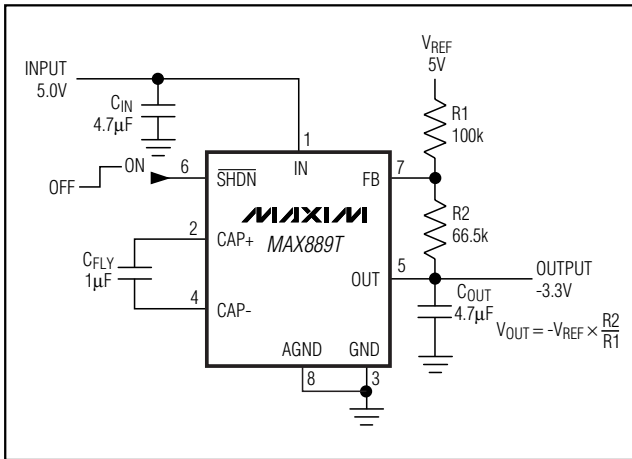 VREF
5V
INPUT
5.0V
CIN
4.7µF
R1
100k
1
IN
OFF
ON
6
SHDN
FB
7
MAXIM
MAX889T
R2
66.5k
2
CAP+
CFLY
1µF
4
CAP-
OUT
5
OUTPUT
-3.3V
COUT
4.7µF
VOUT = -VREF × R2
R1
AGND
GND
8
3